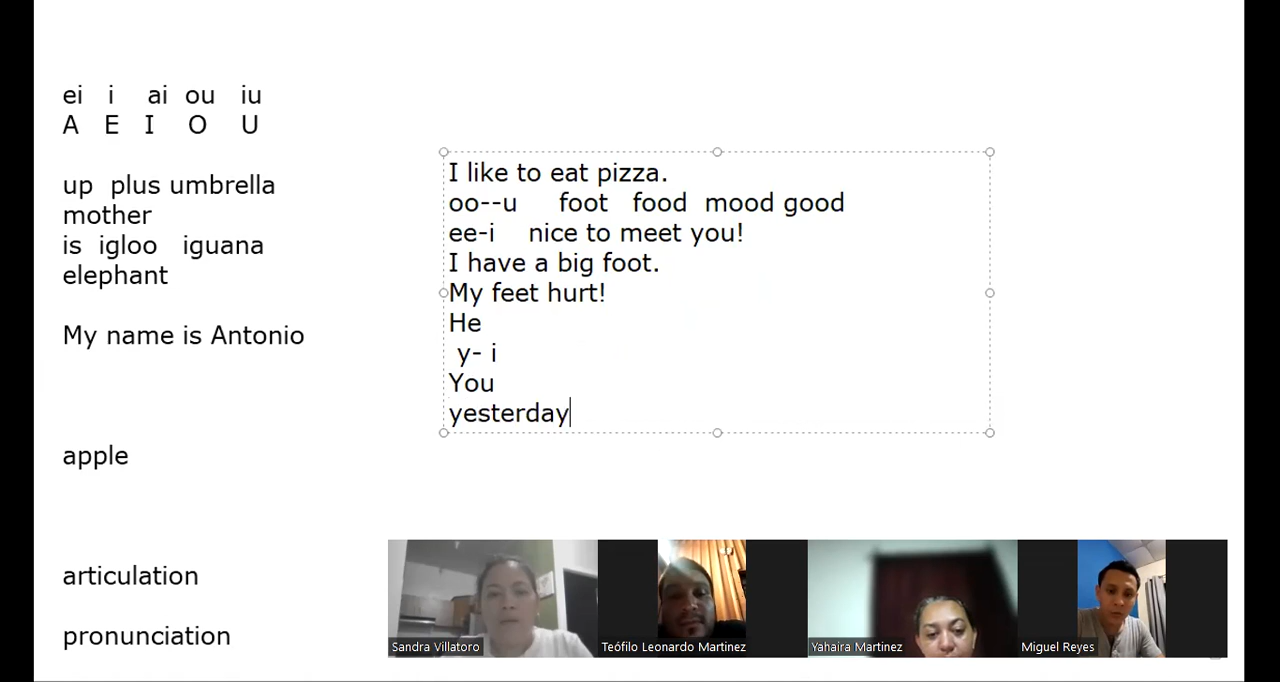 ei i ai ou iu
A E I O U
up plus umbrella
mother
is igloo iguana
elephant
My name is Antonio
apple
articulation
pronunciation
I like to eat pizza.
oo--u foot food mood good
ee-i nice to meet you!
I have a big foot.
My feet hurt!
He
y- i
You
yesterday
Sandra Villatoro
Teófilo Leonardo Martinez
Yahaira Martinez
Miguel Reyes